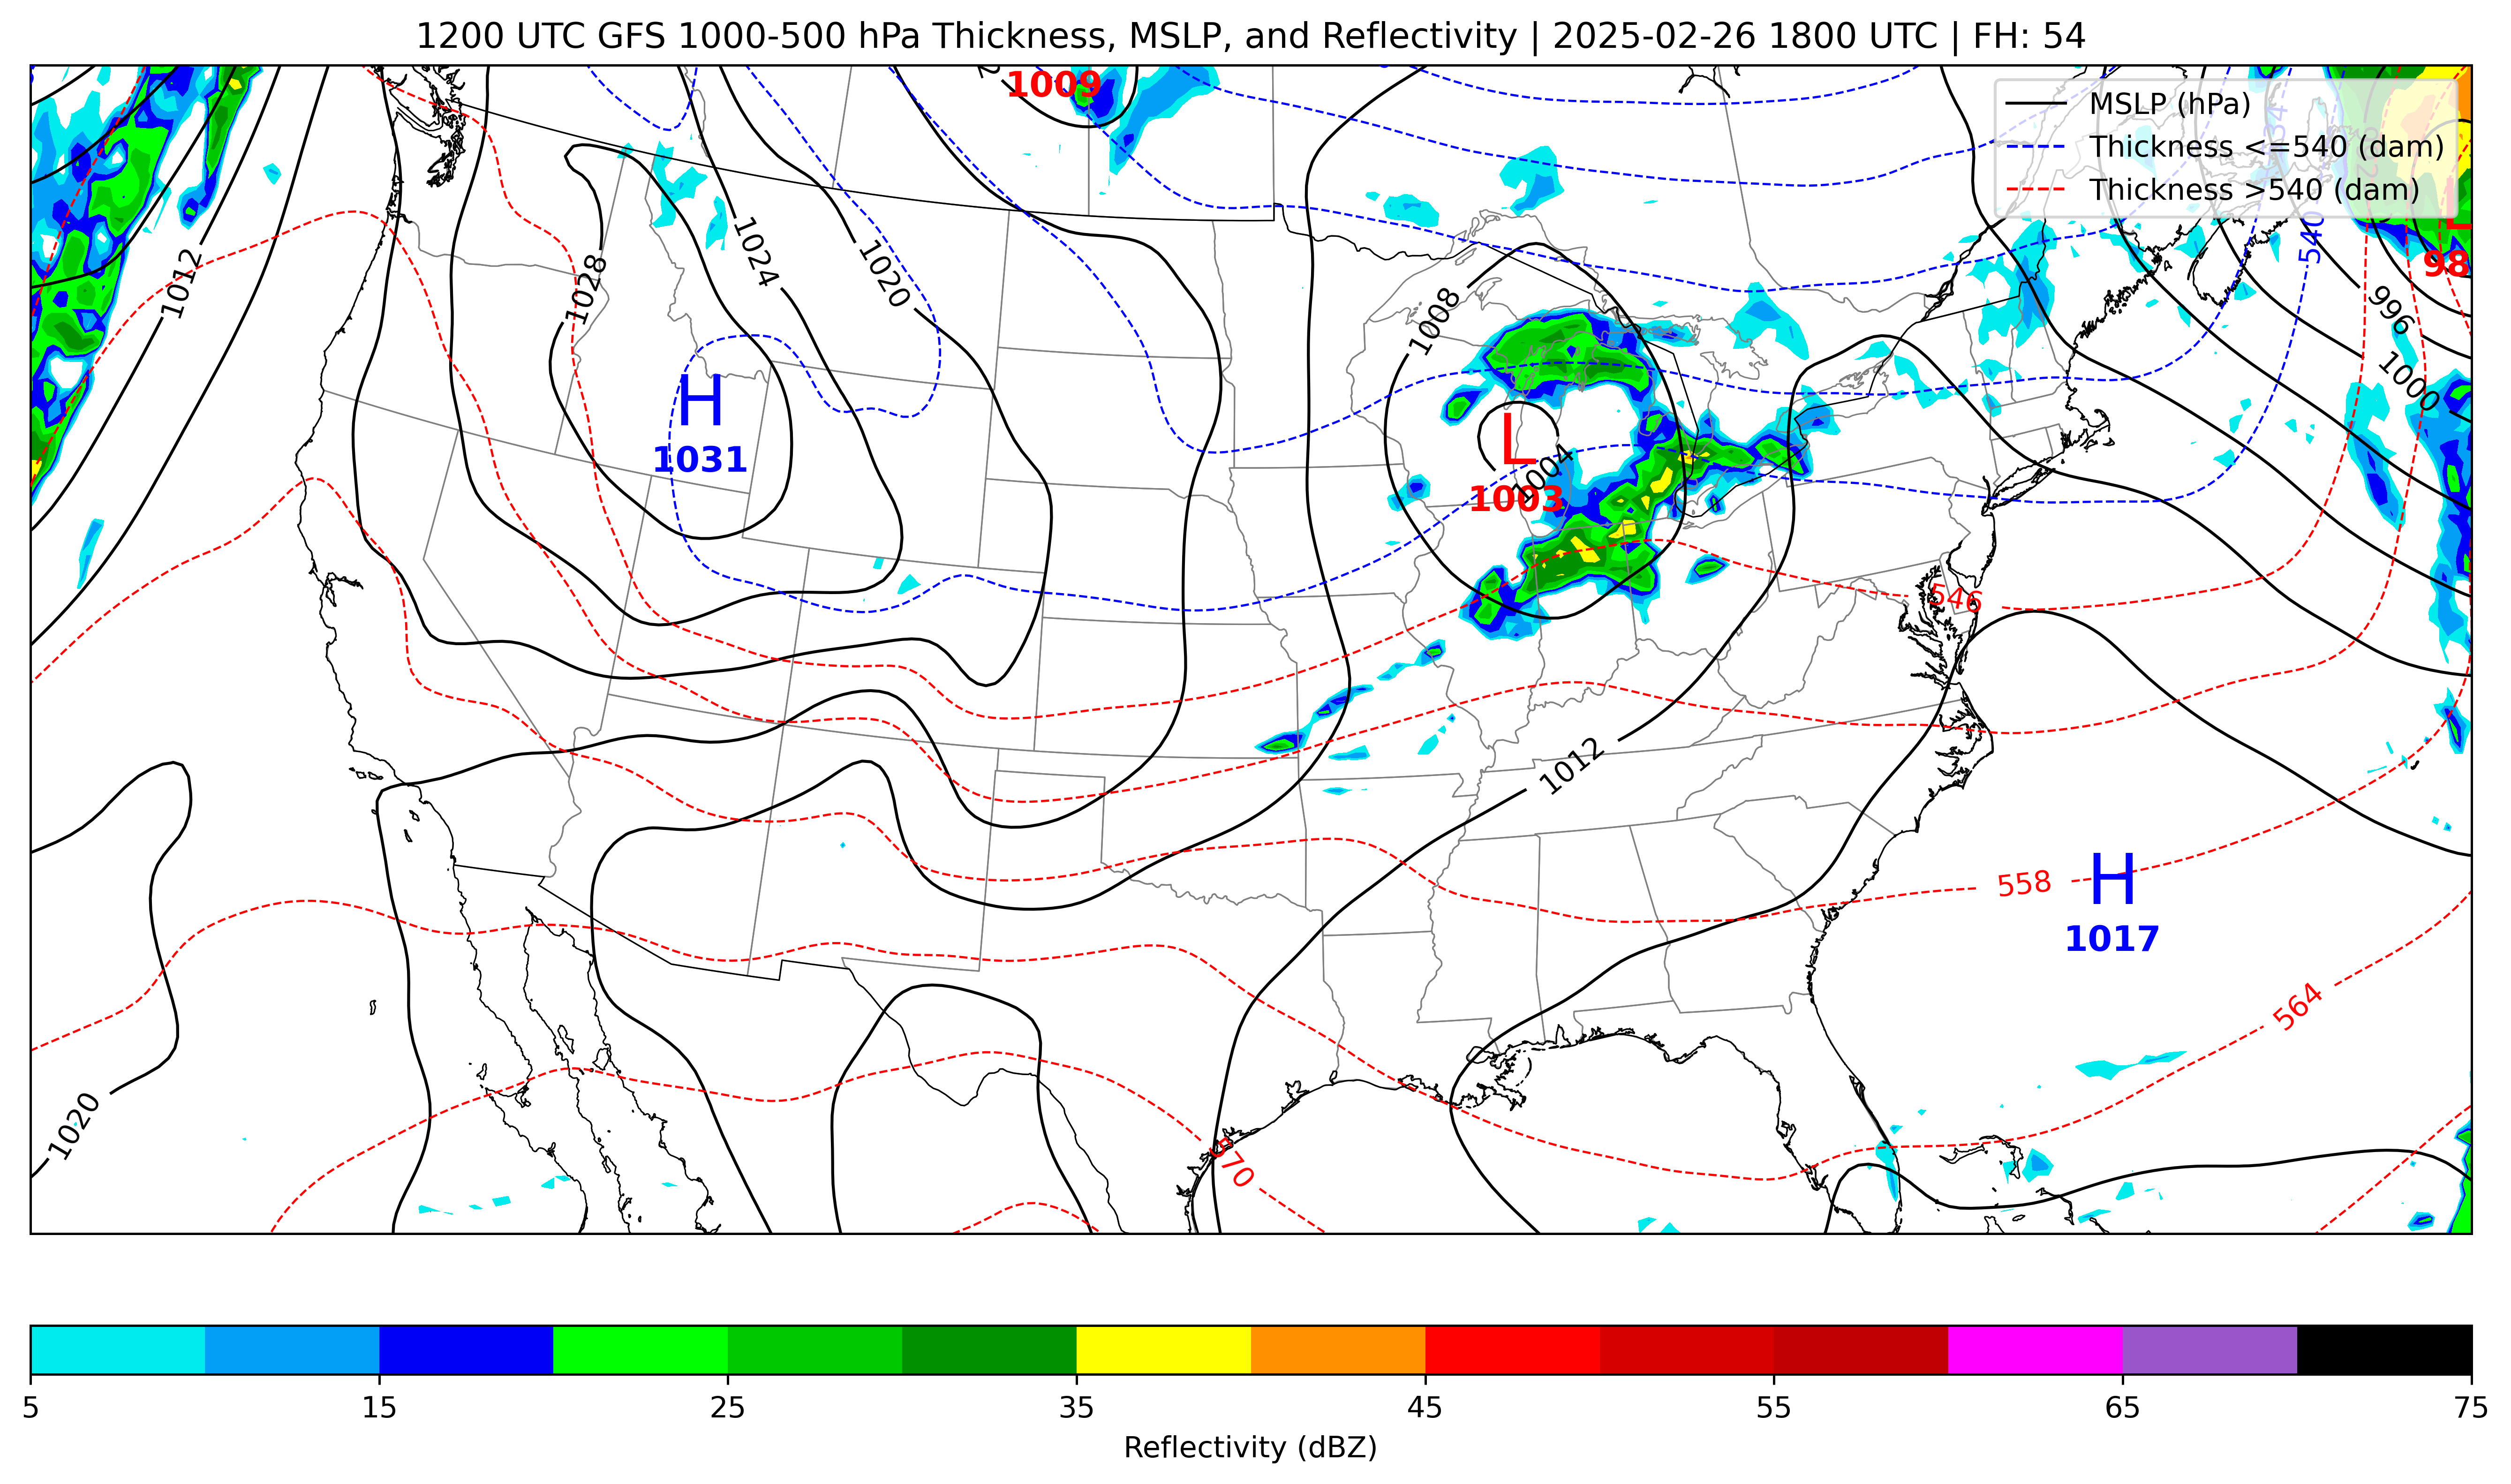 1200 UTC GFS 1000-500 hPa Thickness, MSLP, and Reflectivity | 2025-02-26 1800 UTC | FH: 54
1009
MSLP (hPa)
Thickness <=540 (dam)
Thickness >540 (dam)
540
L
98
1012
1028
1024
1020
1008
996
1000
H
1031
L
1004
1003
546
1012
558
H
1017
564
1020
570
5 15 25 35 45 55 65 75
Reflectivity (dBZ)